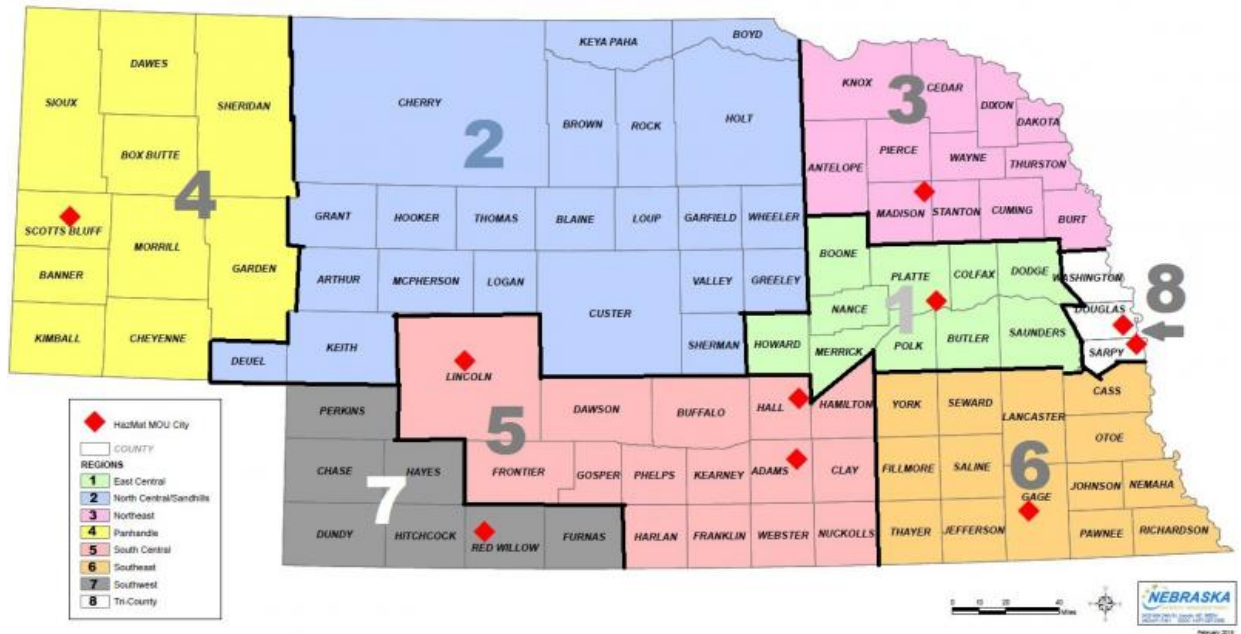 KEYA PAHA
BOYD
DAWES
KNOX
CEDAR
SIOUX
SHERIDAN
CHERRY
3
DIXON
2
BROWN
ROCK
HOLT
DAKOTA
BOX BUTTE
PIERCE
WAYNE
THURSTON
ANTELOPE
4
GRANT
HOOKER
THOMAS
BLAINE
LOUP
GARFIELD
WHEELER
MADISON
STANTON
CUMING
BURT
SCOTTS BLUFF
MORRILL
BOONE
BANNER
GARDEN
ARTHUR
MCPHERSON
LOGAN
VALLEY
GREELEY
PLATTE
COLFAX
DODGE
WASHINGTON
8
CUSTER
NANCE
1
DOUGLAS
KIMBALL
CHEYENNE
DEUEL
KEITH
SHERMAN
HOWARD
MERRICK
POLK
BUTLER
SAUNDERS
SARPY
LINCOLN
CASS
PERKINS
DAWSON
BUFFALO
HALL
HAMILTON
YORK
SEWARD
LANCASTER
5
OTOE
CHASE
HAYES
FRONTIER
GOSPER
PHELPS
KEARNEY
ADAMS
CLAY
FILLMORE
SALINE
6
7
GAGE
JOHNSON
NEMAHA
DUNDY
HITCHCOCK
RED WILLOW
FURNAS
HARLAN
FRANKLIN
WEBSTER
NUCKOLLS
THAYER
JEFFERSON
PAWNEE
RICHARDSON
HazMat MOU City
COUNTY
REGIONS
1 East Central
2 North Central/Sandhills
3 Northeast
4 Panhandle
5 South Central
6 Southeast
7 Southwest
8 Tri-County
0 10 20 40
Miles
NEBRASKA